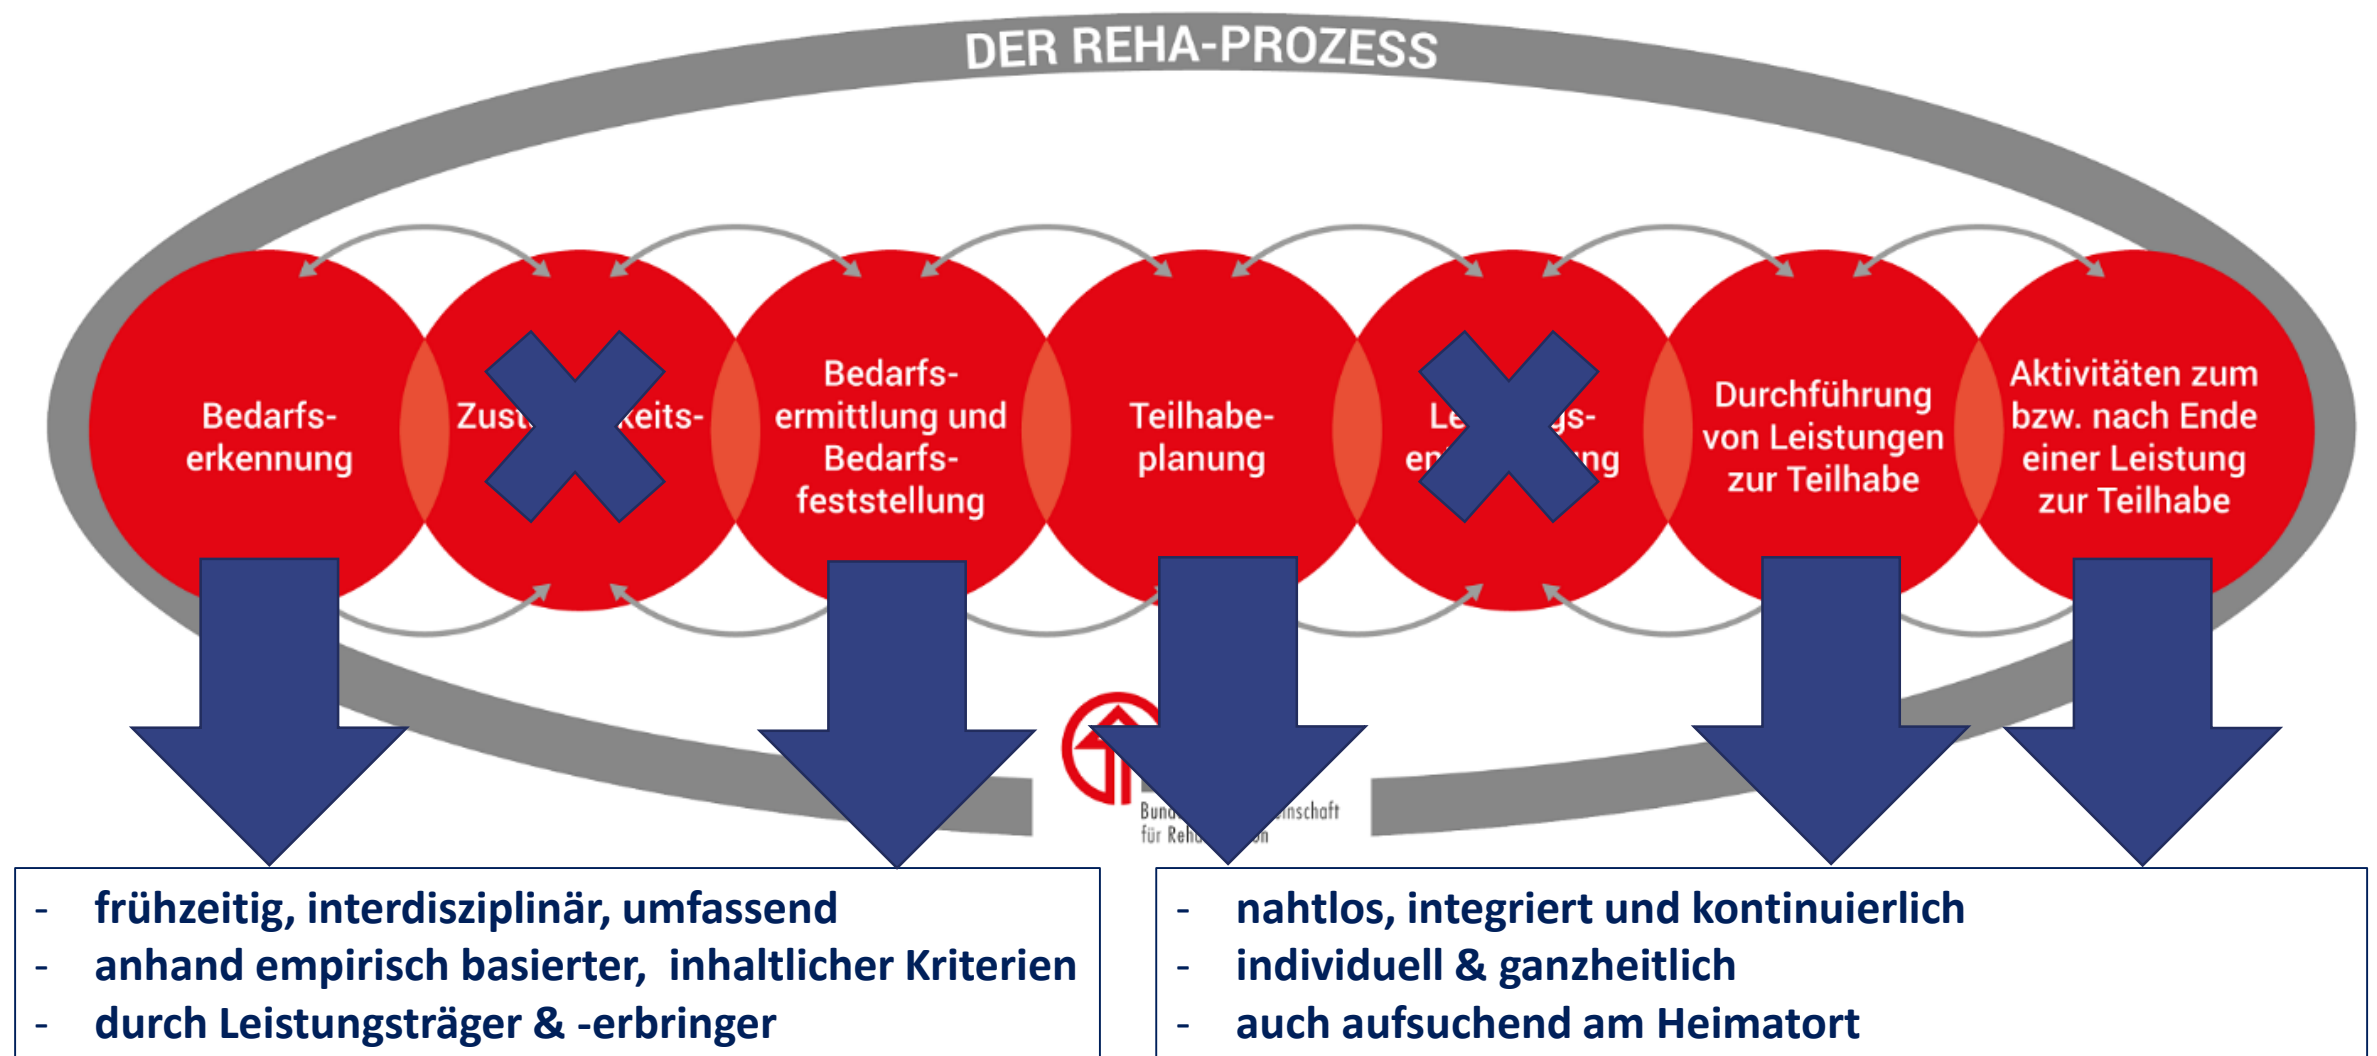 DER REHA-PROZESS
Bedarfs-
erkennung
Bedarfs-
ermittlung und
Bedarfs-
feststellung
Teilhabe-
planung
Durchführung
von Leistungen
zur Teilhabe
Aktivitäten zum
bzw. nach Ende
einer Leistung
zur Teilhabe
für
- frühzeitig, interdisziplinär, umfassend
- anhand empirisch basierter, inhaltlicher Kriterien
- durch Leistungsträger & -erbringer
- nahtlos, integriert und kontinuierlich
- individuell & ganzheitlich
- auch aufsuchend am Heimatort